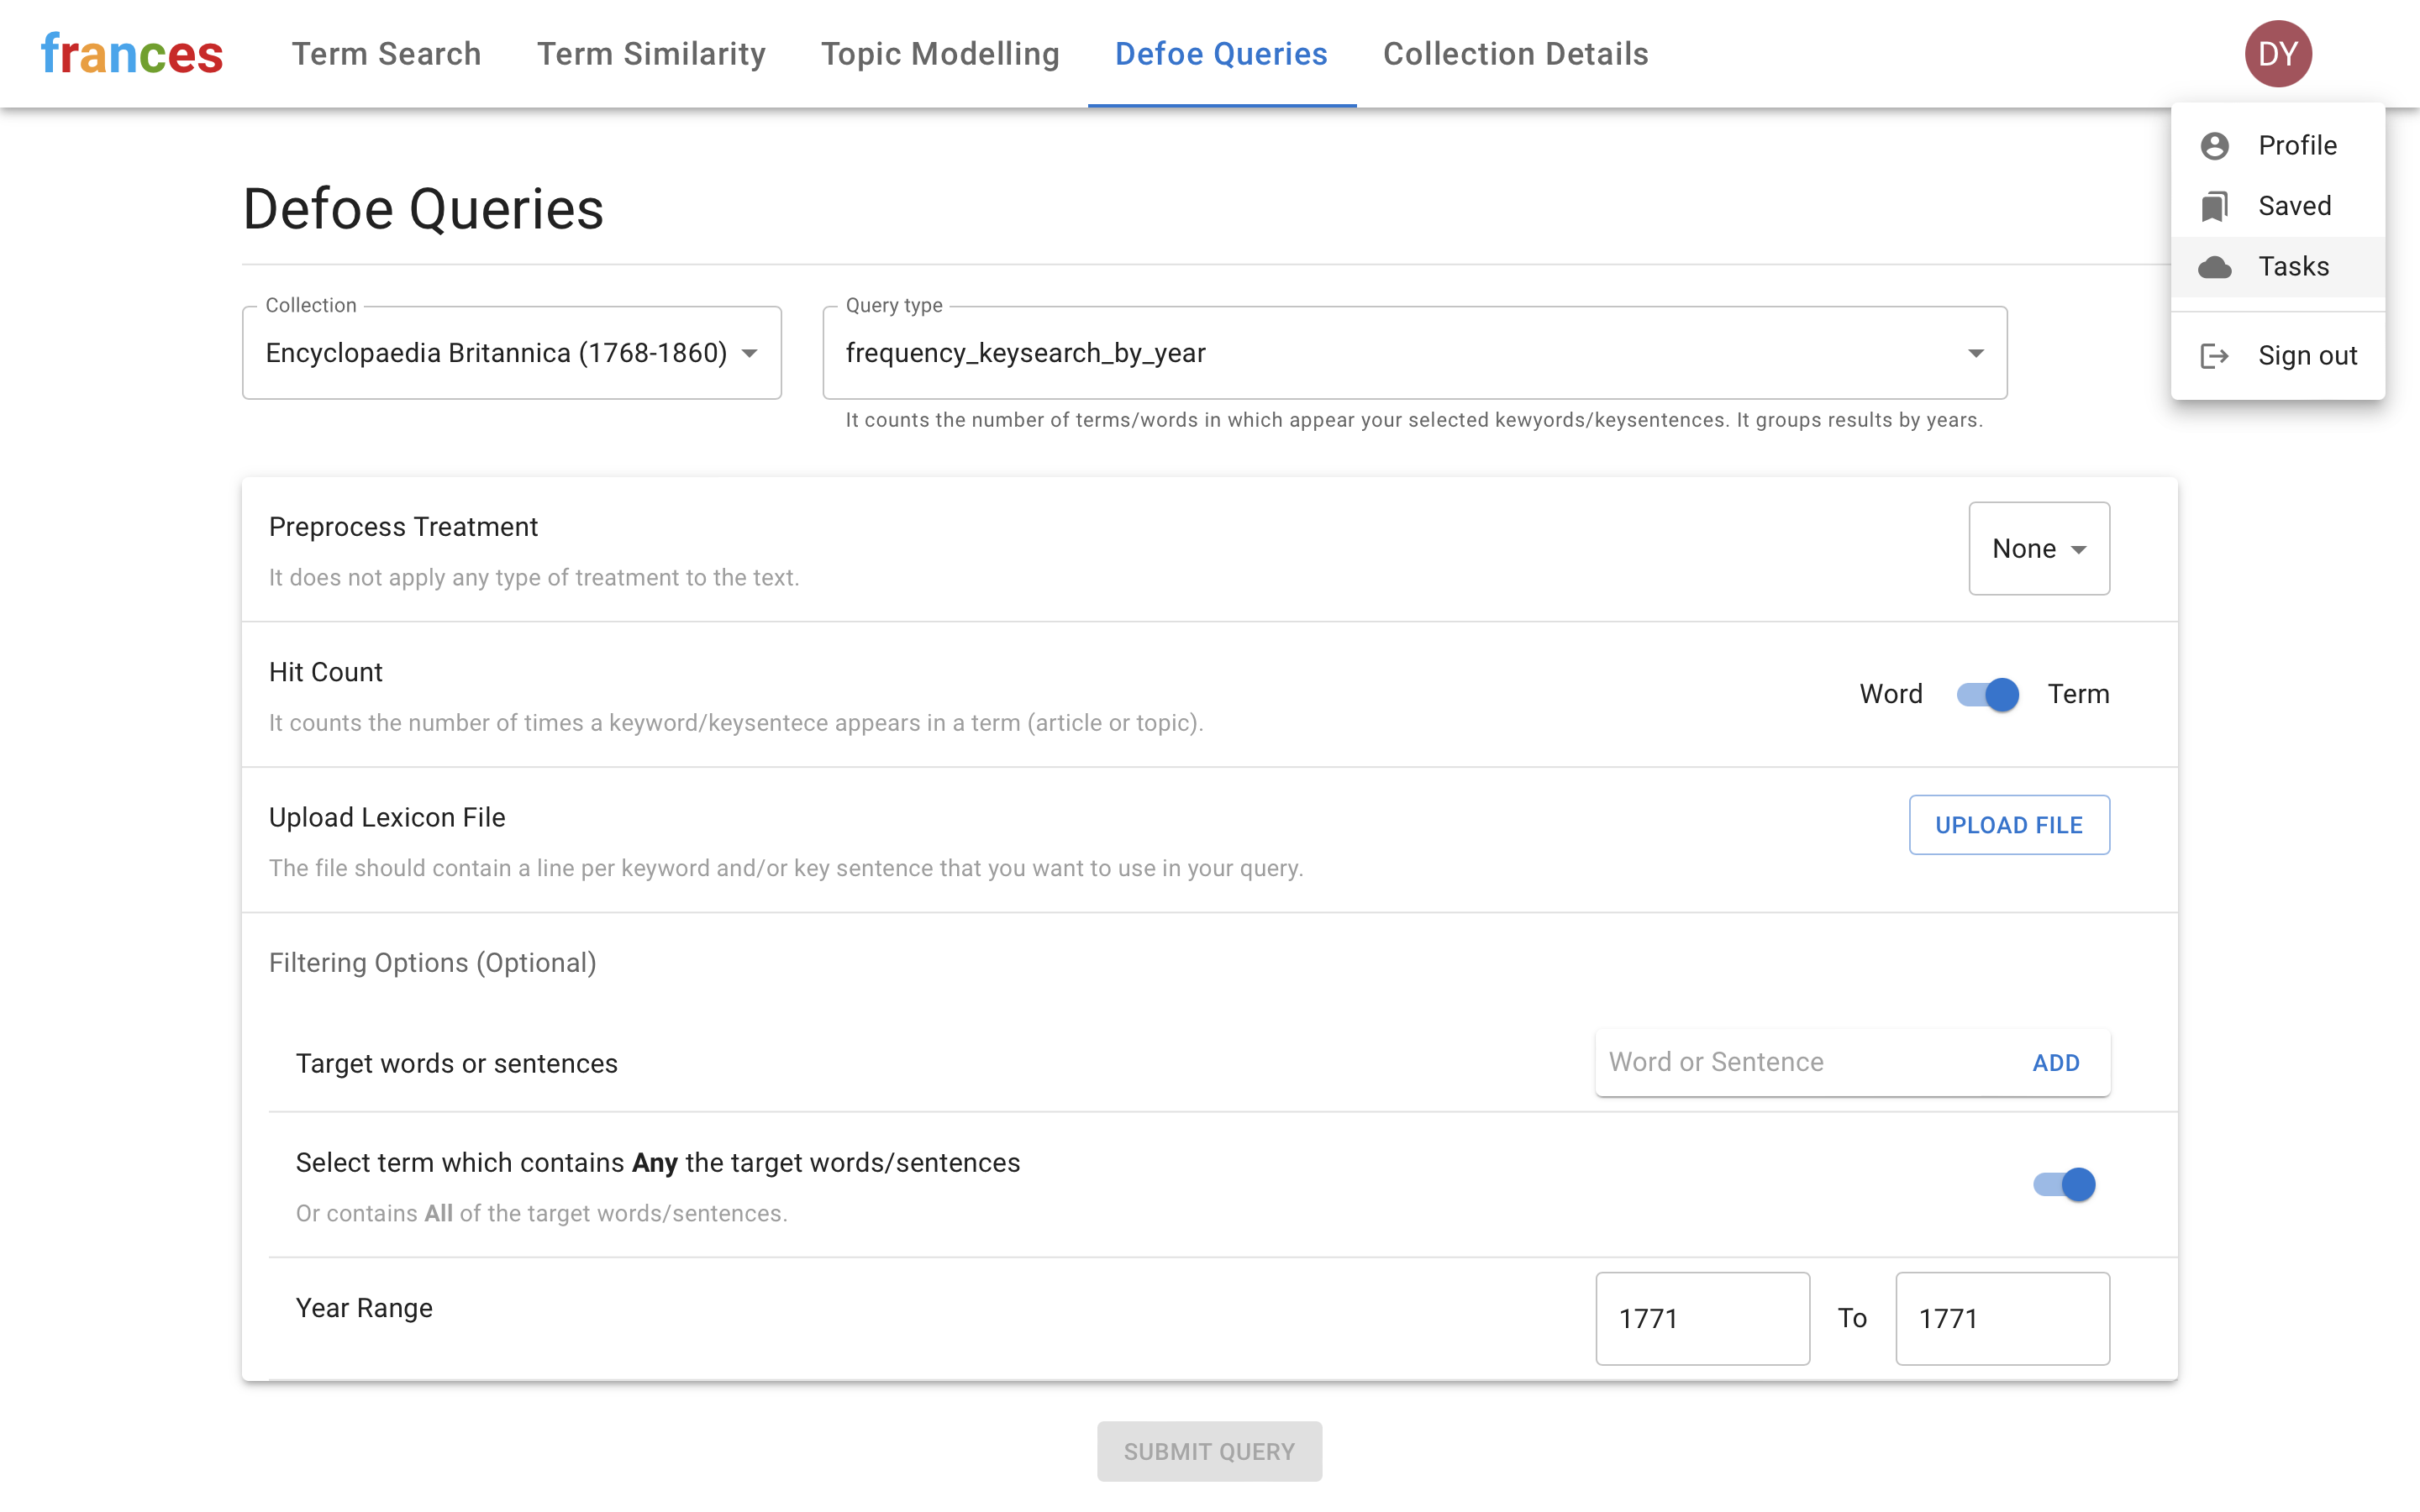 frances
Term Search
Term Similarity
Topic Modelling
Defoe Queries
Collection Details
DY
Profile
Saved
Tasks
Sign out
Defoe Queries
Collection
Encyclopaedia Britannica (1768-1860)
Query type
frequency_keysearch_by_year
It counts the number of terms/words in which appear your selected kewyords/keysentences. It groups results by years.
Preprocess Treatment
It does not apply any type of treatment to the text.
None
Hit Count
It counts the number of times a keyword/keysentece appears in a term (article or topic).
Word
Term
Upload Lexicon File
The file should contain a line per keyword and/or key sentence that you want to use in your query.
UPLOAD FILE
Filtering Options (Optional)
Target words or sentences
Word or Sentence
ADD
Select term which contains Any the target words/sentences
Or contains All of the target words/sentences.
Year Range
1771
To
1771
SUBMIT QUERY